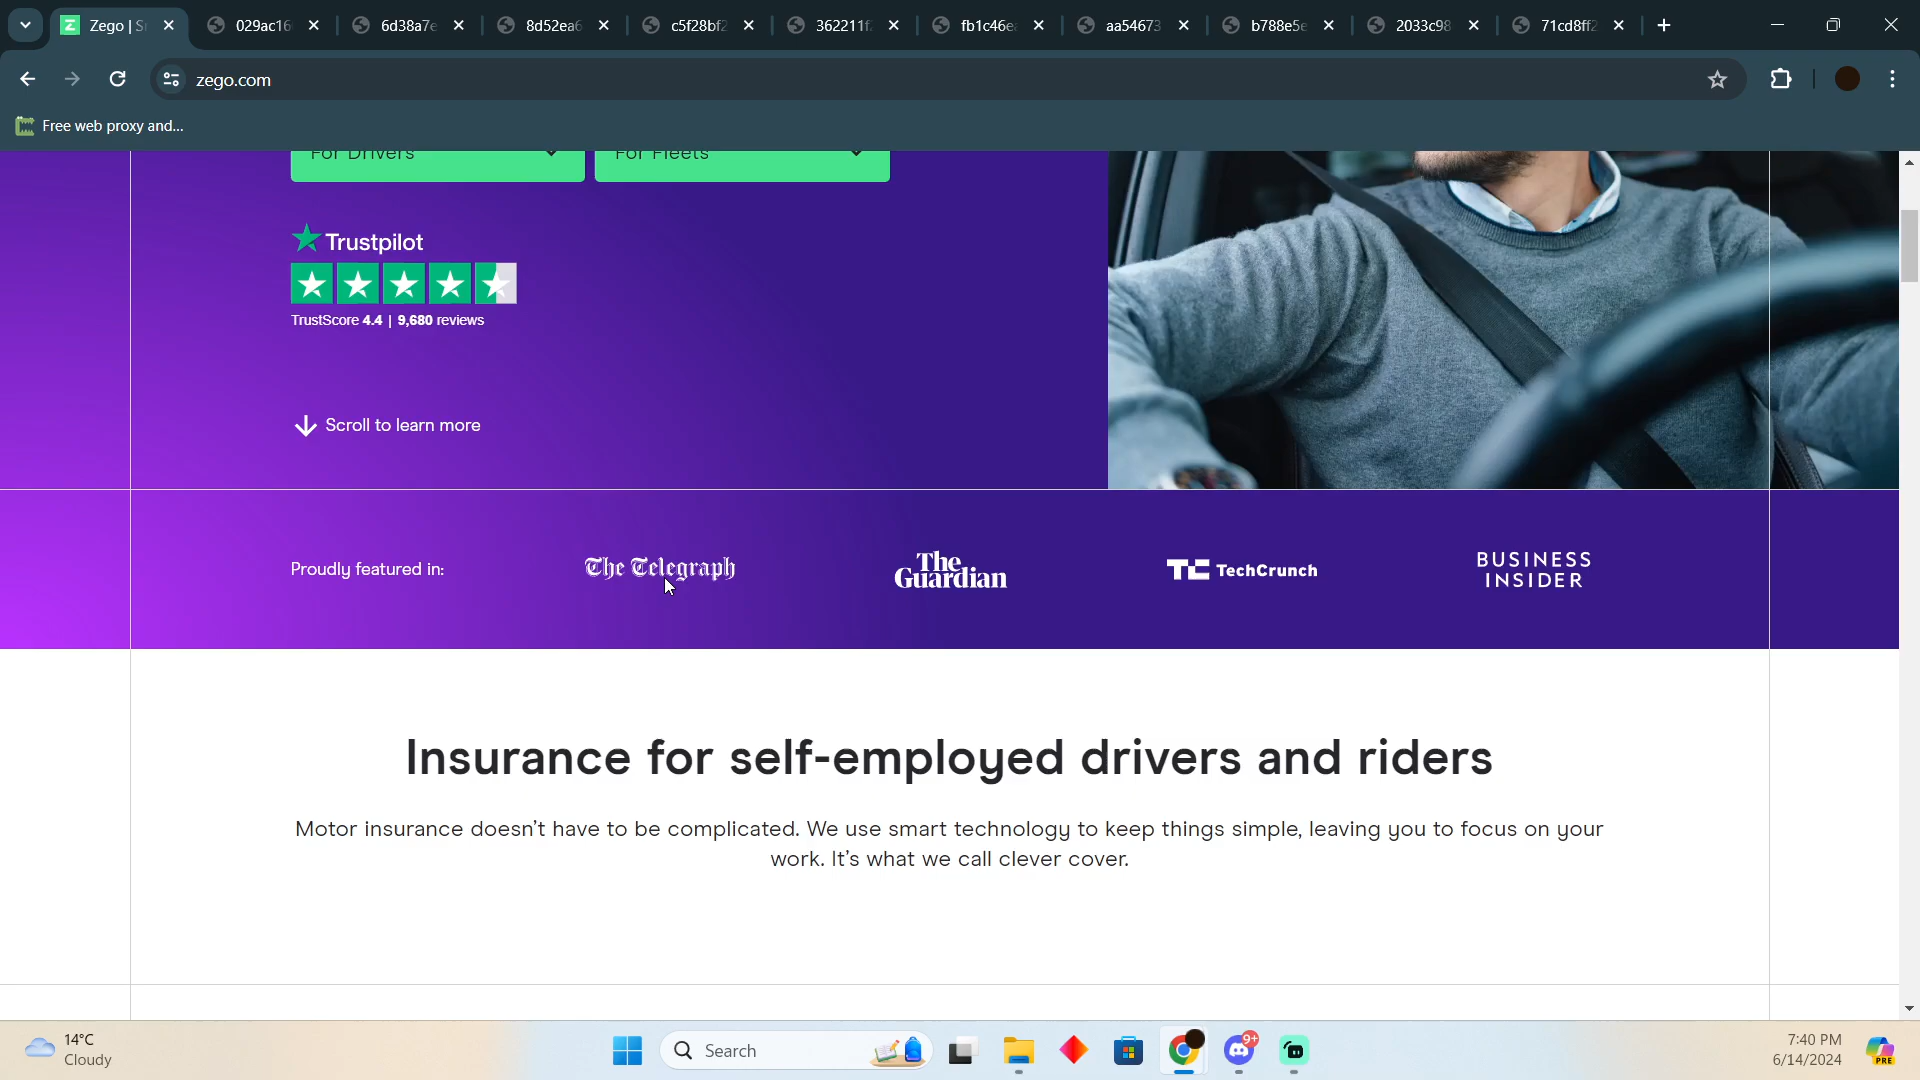 Zego | S
029ac16
6d38a7e
8d52ea6
c5f28bf2
362211f
fb1c46e
aa54673
b788e5e
2033c98
71cd8ff2
zego.com
Free web proxy and...
For Drivers
For Fleets
Trustpilot
TrustScore 4.4 | 9,680 reviews
Scroll to learn more
Proudly featured in:
The Telegraph
The Guardian
TC TechCrunch
BUSINESS INSIDER
Insurance for self-employed drivers and riders
Motor insurance doesn't have to be complicated. We use smart technology to keep things simple, leaving you to focus on your
work. It's what we call clever cover.
14°C
Cloudy
Search
9+
7:40 PM
6/14/2024
PRE